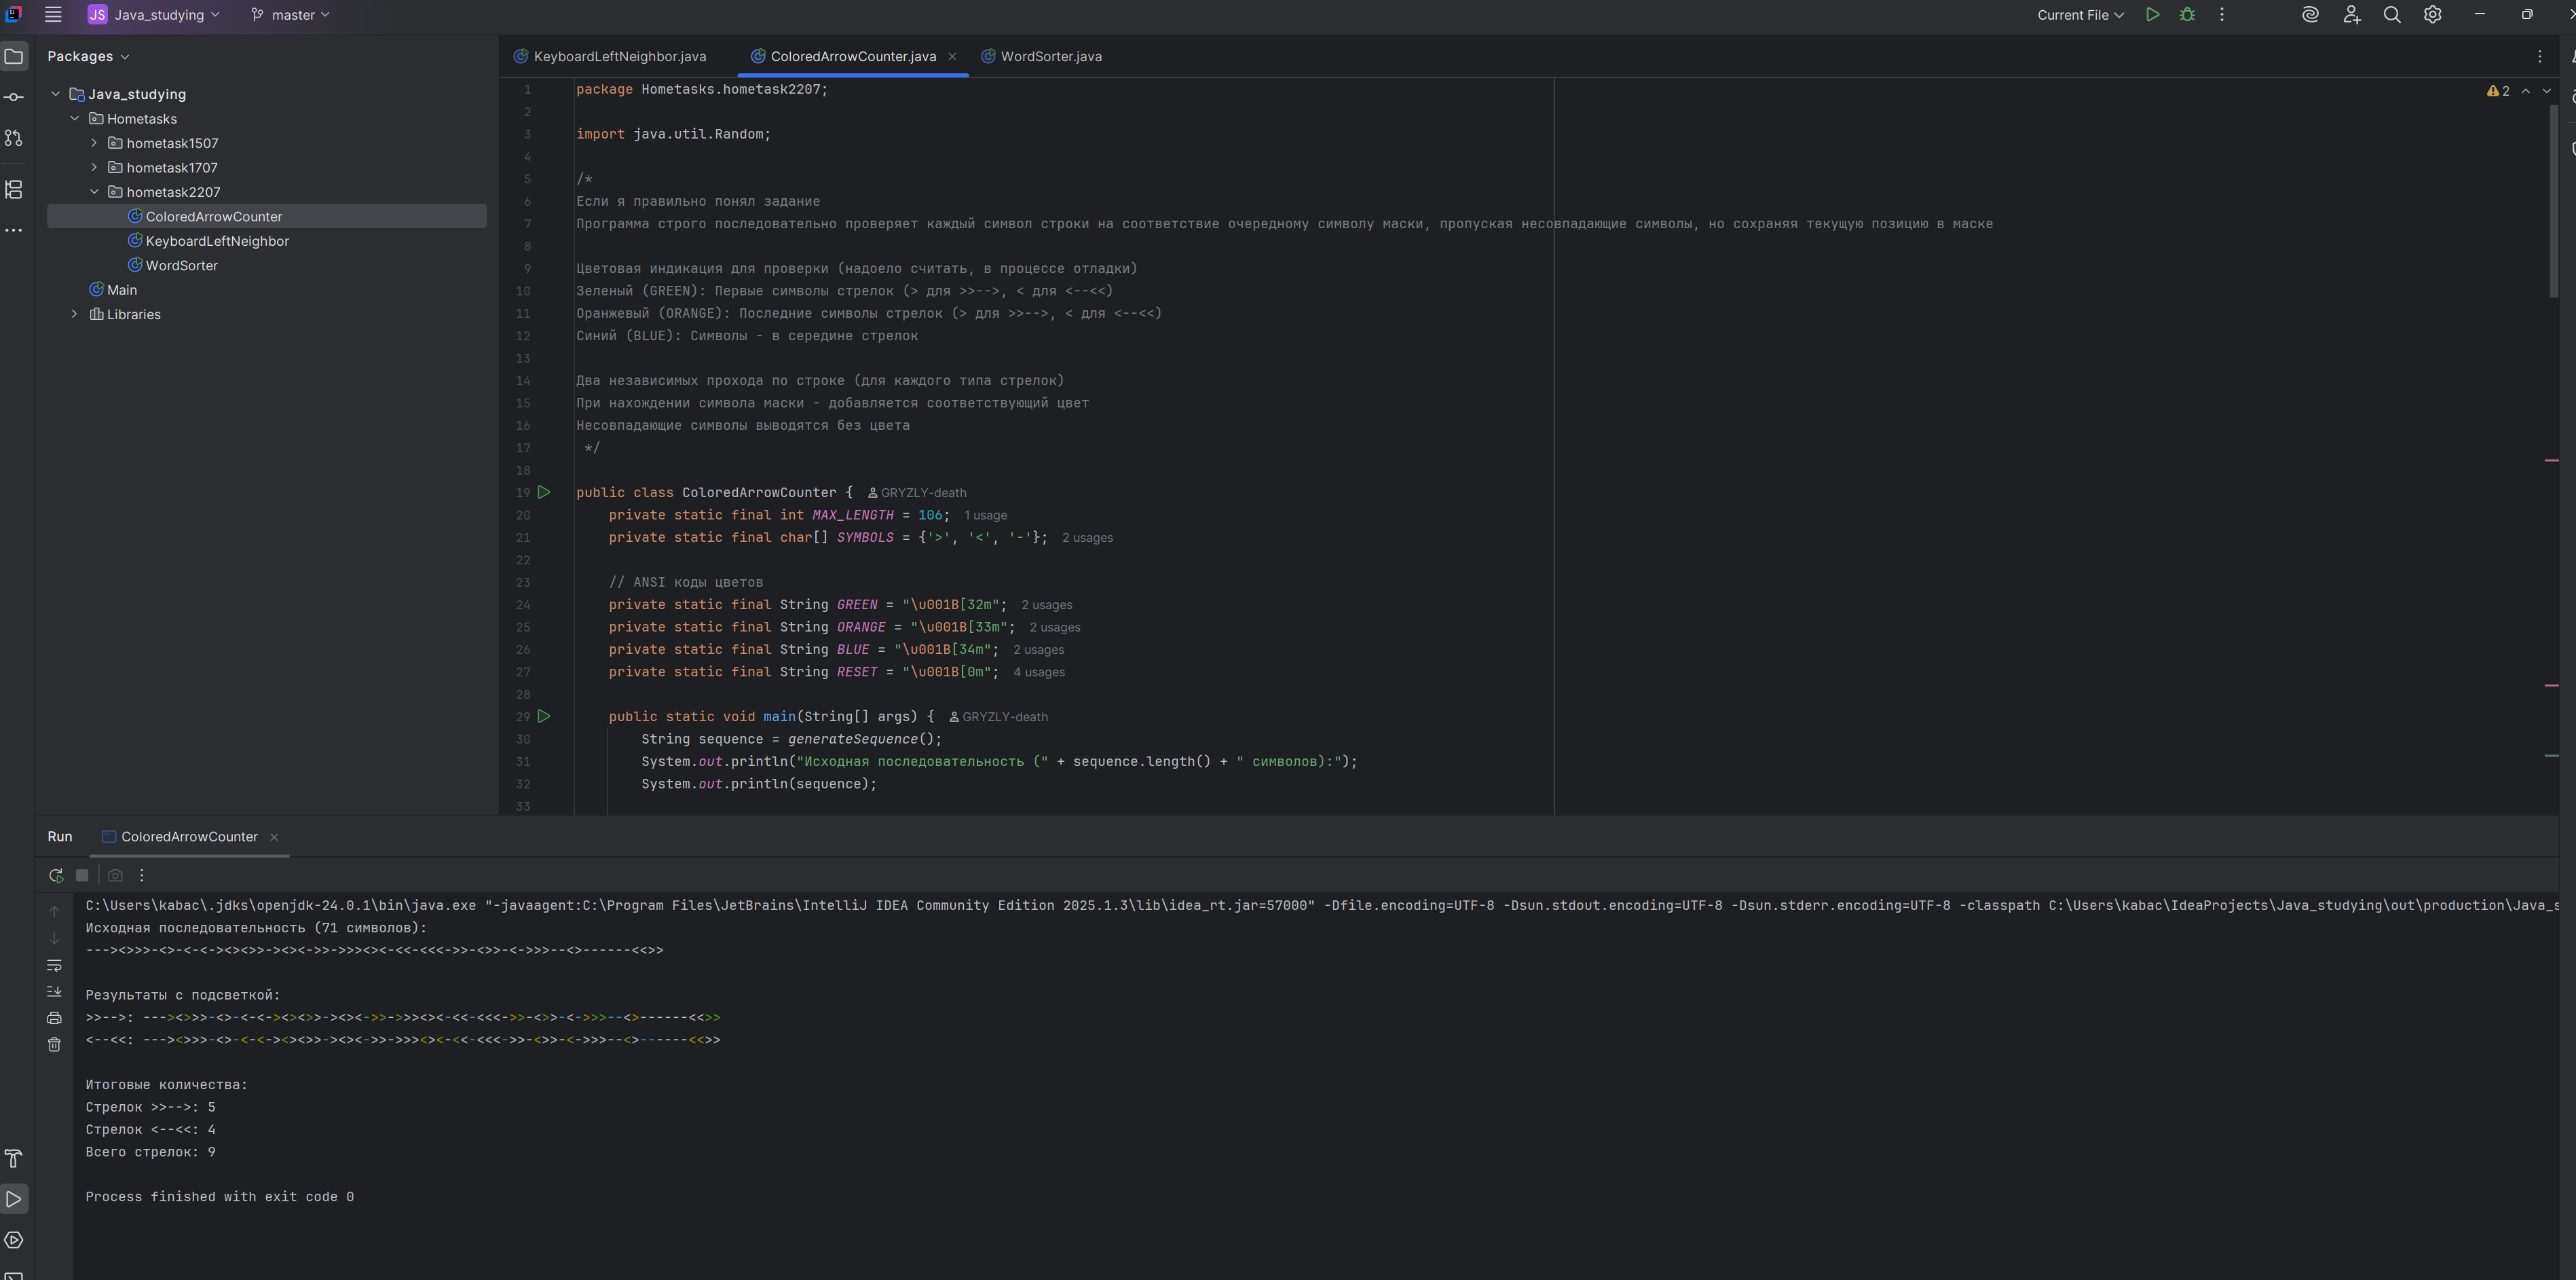 JS Java_studying master Current File
Packages
KeyboardLeftNeighbor.java ColoredArrowCounter.java WordSorter.java
Java_studying
Hometasks
hometask1507
hometask1707
hometask2207
ColoredArrowCounter
KeyboardLeftNeighbor
WordSorter
Main
Libraries
2
1 package Hometasks.hometask2207;
2
3 import java.util.Random;
4
5 /*
6 Если я правильно понял задание
7 Программа строго последовательно проверяет каждый символ строки на соответствие очередному символу маски, пропуская несовпадающие символы, но сохраняя текущую позицию в маске
8
9 Цветовая индикация для проверки (надоело считать, в процессе отладки)
10 Зеленый (GREEN): Первые символы стрелок (> для >>-->, < для <--<<)
11 Оранжевый (ORANGE): Последние символы стрелок (> для >>-->, < для <--<<)
12 Синий (BLUE): Символы - в середине стрелок
13
14 Два независимых прохода по строке (для каждого типа стрелок)
15 При нахождении символа маски - добавляется соответствующий цвет
16 Несовпадающие символы выводятся без цвета
17 */
18
19 public class ColoredArrowCounter { GRYZLY-death
20 private static final int MAX_LENGTH = 106; 1 usage
21 private static final char[] SYMBOLS = {'>', '<', '-'}; 2 usages
22
23 // ANSI коды цветов
24 private static final String GREEN = "\u001B[32m"; 2 usages
25 private static final String ORANGE = "\u001B[33m"; 2 usages
26 private static final String BLUE = "\u001B[34m"; 2 usages
27 private static final String RESET = "\u001B[0m"; 4 usages
28
29 public static void main(String[] args) { GRYZLY-death
30 String sequence = generateSequence();
31 System.out.println("Исходная последовательность (" + sequence.length() + " символов):");
32 System.out.println(sequence);
33
Run ColoredArrowCounter
C:\Users\kabac\.jdks\openjdk-24.0.1\bin\java.exe "-javaagent:C:\Program Files\JetBrains\IntelliJ IDEA Community Edition 2025.1.3\lib\idea_rt.jar=57000" -Dfile.encoding=UTF-8 -Dsun.stdout.encoding=UTF-8 -Dsun.stderr.encoding=UTF-8 -classpath C:\Users\kabac\IdeaProjects\Java_studying\out\production\Java_s
Исходная последовательность (71 символов):
---><>>>-<>-<-<-><><>>-><><->>->>><><-<<-<<<->>-<>>-<->>>--<>------<<>>
Результаты с подсветкой:
>>-->: ---><>>>-<>-<-<-><><>>-><><->>->>><><-<<-<<<->>-<>>-<->>>--<>------<<>>
<--<<: ---><>>>-<>-<-<-><><>>-><><->>->>><><-<<-<<<->>-<>>-<->>>--<>------<<>>
Итоговые количества:
Стрелок >>-->: 5
Стрелок <--<<: 4
Всего стрелок: 9
Process finished with exit code 0